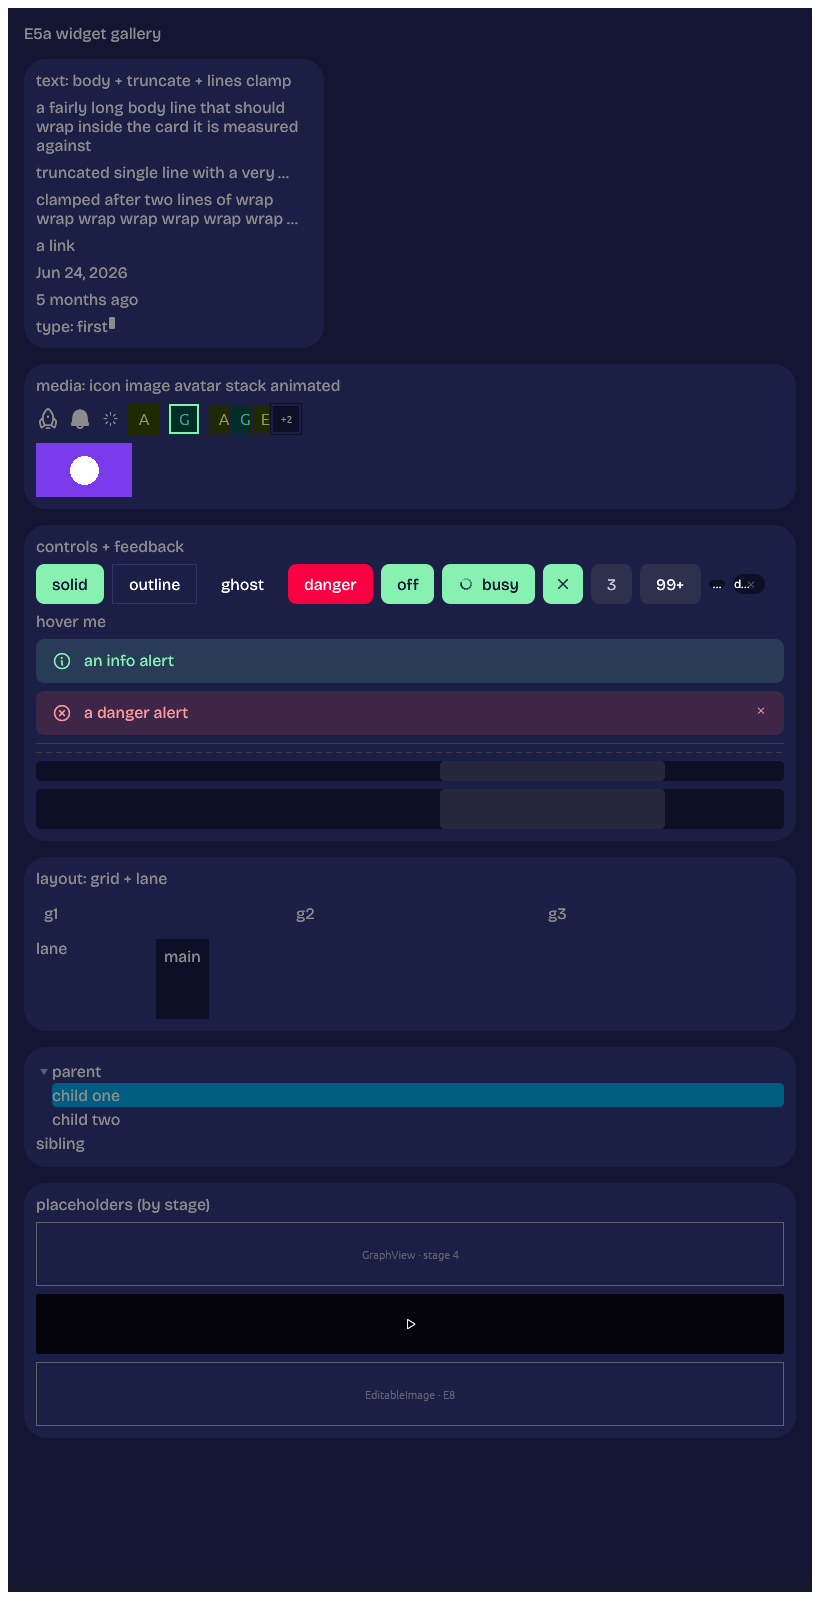 E5a widget gallery
text: body + truncate + lines clamp
a fairly long body line that should
wrap inside the card it is measured
against
truncated single line with a very ...
clamped after two lines of wrap
wrap wrap wrap wrap wrap wrap ...
a link
Jun 24, 2026
5 months ago
type: first
media: icon image avatar stack animated
A G A G E +2
controls + feedback
solid outline ghost danger off busy 3 99+ ... d...
hover me
an info alert
a danger alert
layout: grid + lane
g1 g2 g3
lane main
parent
child one
child two
sibling
placeholders (by stage)
GraphView · stage 4
EditableImage · E8